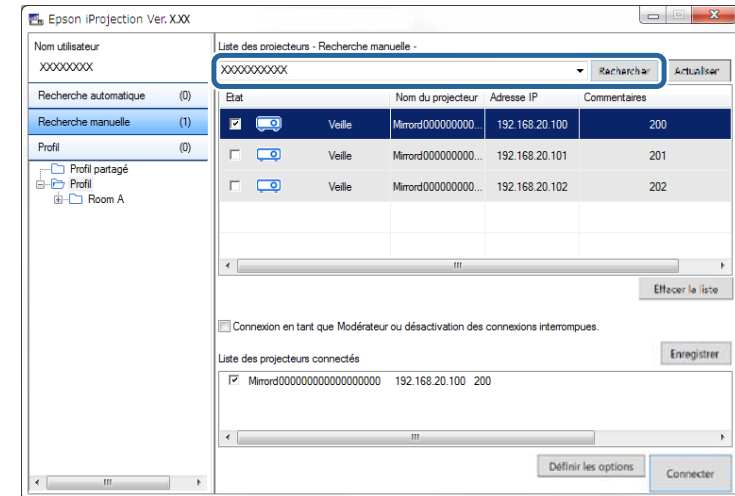 Epson iProjection Ver. X.XX
Nom utilisateur
XXXXXXXX
Liste des projecteurs - Recherche manuelle -
XXXXXXXXXX Rechercher Actualiser
Recherche automatique (0)
Recherche manuelle (1)
Profil (0)
Profil partagé
Profil
Room A
Etat Nom du projecteur Adresse IP Commentaires
Veille Mirrord000000000... 192.168.20.100 200
Veille Mirrord000000000... 192.168.20.101 201
Veille Mirrord000000000... 192.168.20.102 202
Effacer la liste
Connexion en tant que Modérateur ou désactivation des connexions interrompues.
Liste des projecteurs connectés
Enregistrer
Mirrord000000000000000000 192.168.20.100 200
Définir les options Connecter